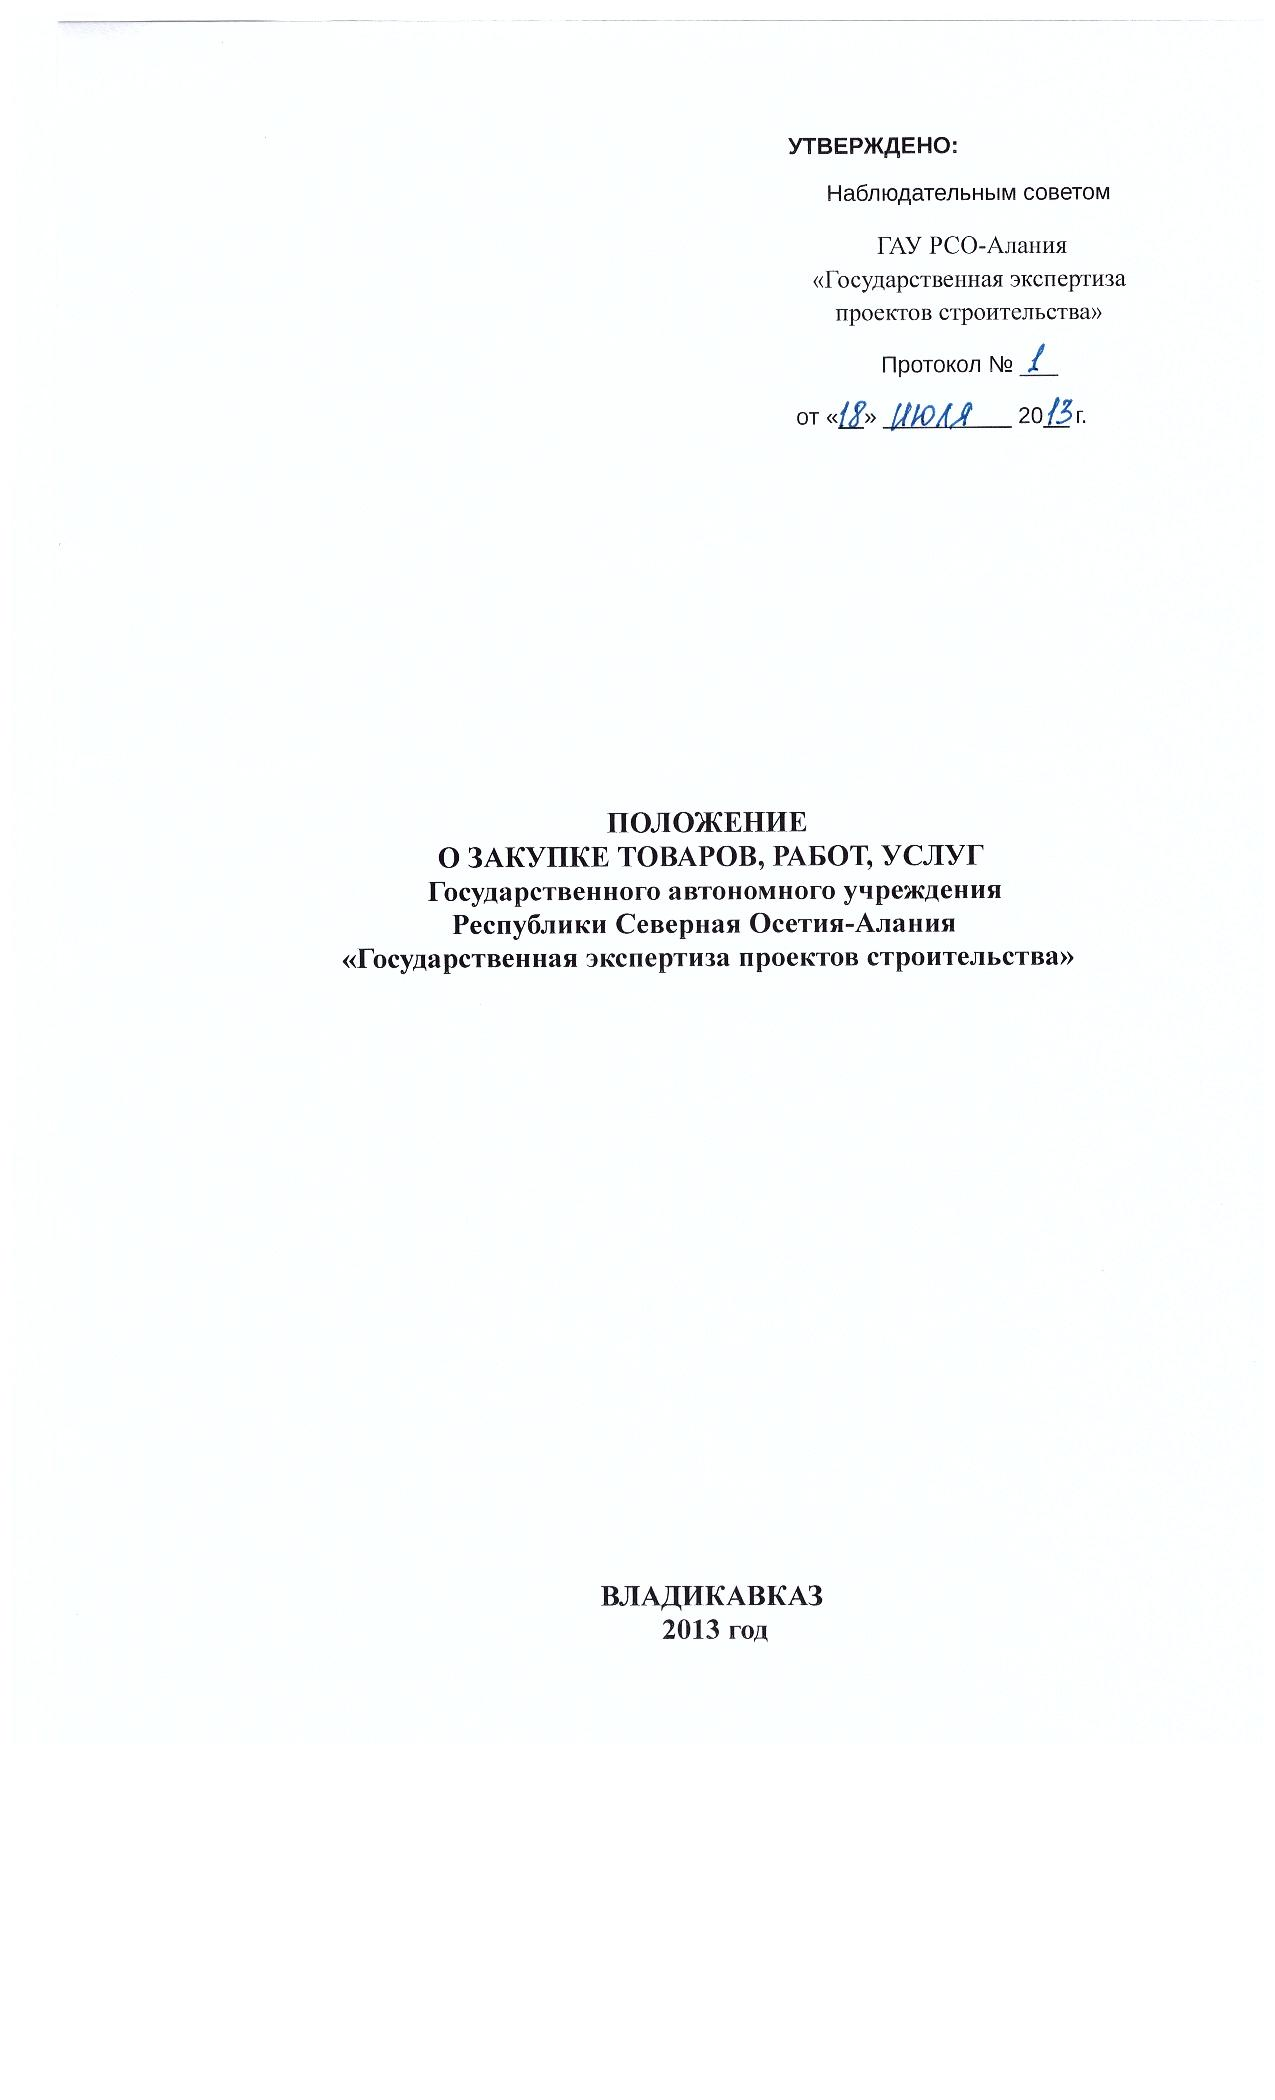 УТВЕРЖДЕНО:
Наблюдательным советом
ГАУ РСО-Алания
«Государственная экспертиза
проектов строительства»
Протокол № 1
от «18» июля 2013 г.
ПОЛОЖЕНИЕ
О ЗАКУПКЕ ТОВАРОВ, РАБОТ, УСЛУГ
Государственного автономного учреждения
Республики Северная Осетия-Алания
«Государственная экспертиза проектов строительства»
ВЛАДИКАВКАЗ
2013 год